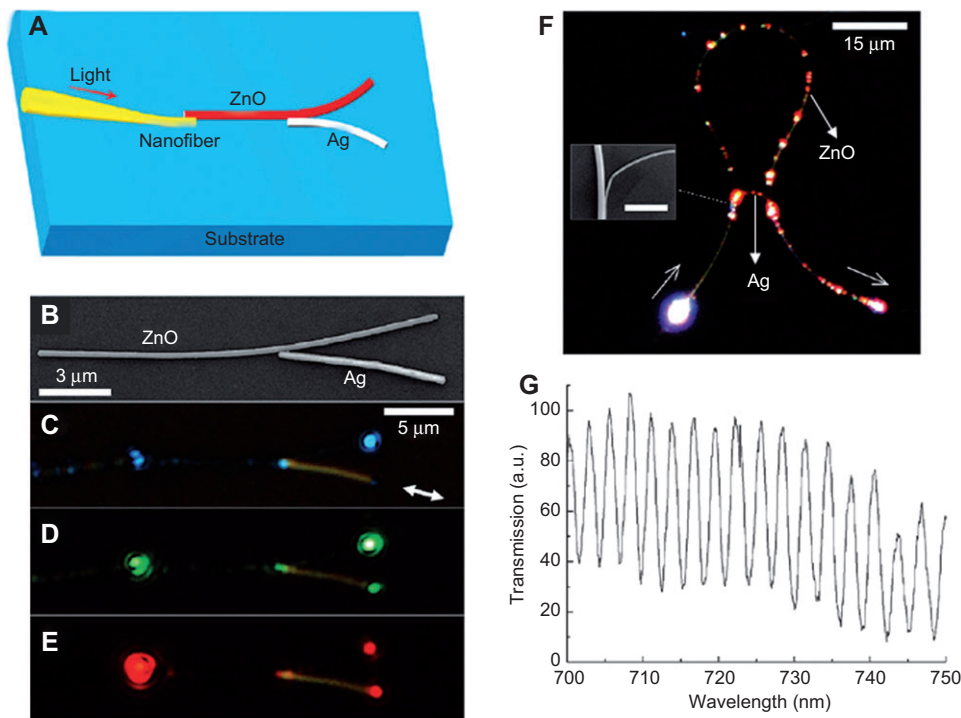 A
Light
ZnO
Nanofiber
Ag
Substrate
B
ZnO
Ag
3 μm
C
5 μm
D
E
F
15 μm
ZnO
Ag
G
100
80
60
40
20
0
Transmission (a.u.)
700 710 720 730 740 750
Wavelength (nm)